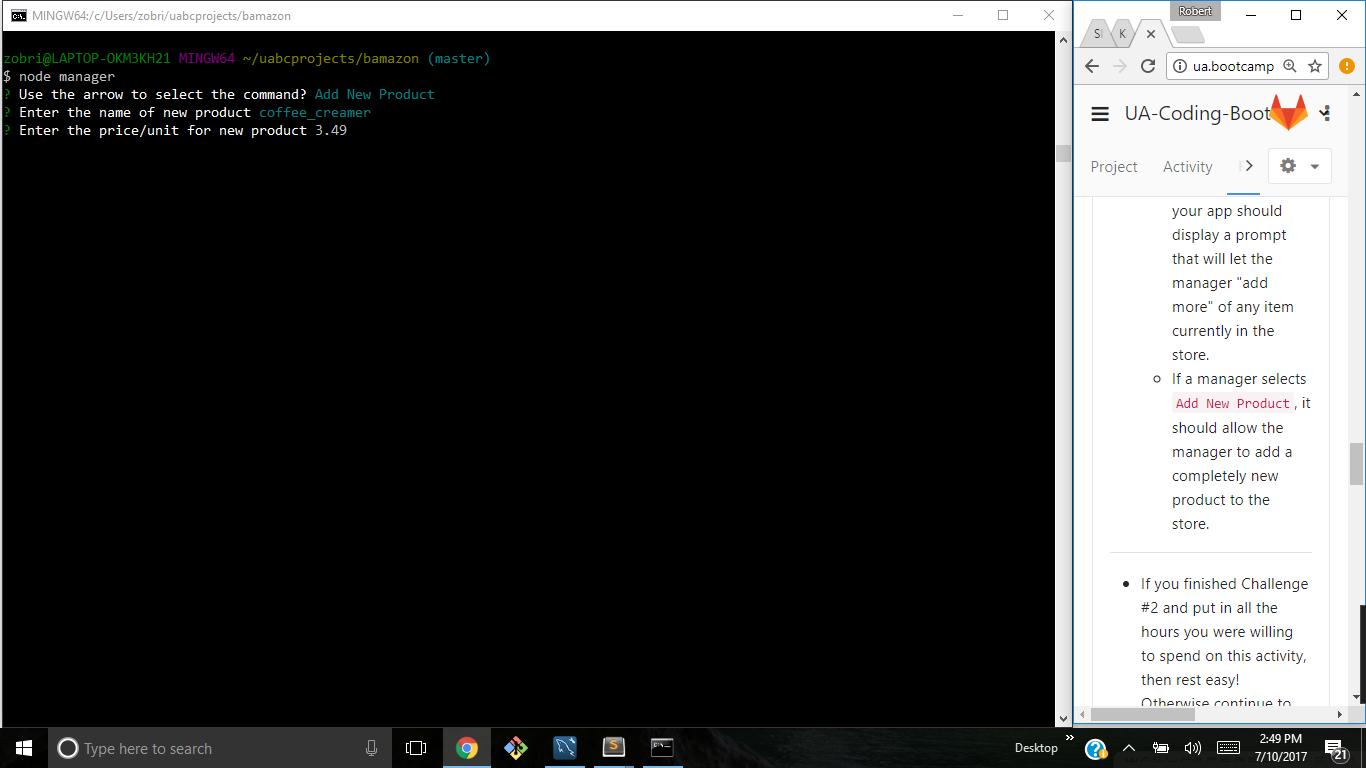 MINGW64:/c/Users/zobri/uabcprojects/bamazon
zobri@LAPTOP-OKM3KH21 MINGW64 ~/uabcprojects/bamazon (master)
$ node manager
? Use the arrow to select the command? Add New Product
? Enter the name of new product coffee_creamer
? Enter the price/unit for new product 3.49
Robert
S
K
ua.bootcamp
UA-Coding-Boot
Project
Activity
your app should
display a prompt
that will let the
manager "add
more" of any item
currently in the
store.
If a manager selects
Add New Product, it
should allow the
manager to add a
completely new
product to the
store.
If you finished Challenge
#2 and put in all the
hours you were willing
to spend on this activity,
then rest easy!
Otherwise continue to
Type here to search
Desktop
2:49 PM
7/10/2017
21